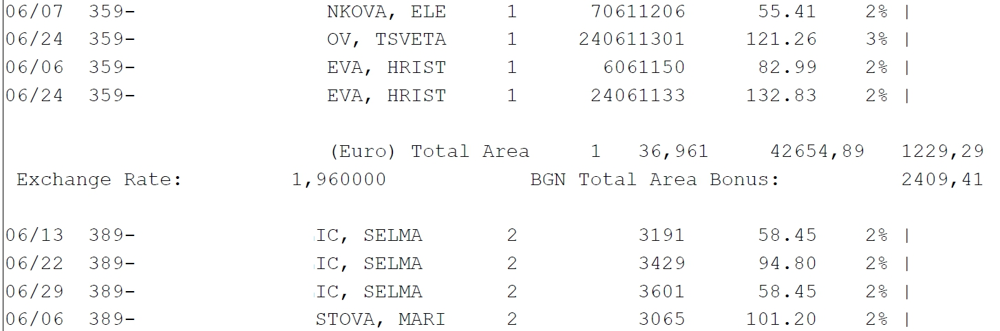 06/07 359- NKOVA, ELE 1 70611206 55.41 2% |
06/24 359- OV, TSVETA 1 240611301 121.26 3% |
06/06 359- EVA, HRIST 1 6061150 82.99 2% |
06/24 359- EVA, HRIST 1 24061133 132.83 2% |
(Euro) Total Area 1 36,961 42654,89 1229,29
Exchange Rate: 1,960000 BGN Total Area Bonus: 2409,41
06/13 389- IC, SELMA 2 3191 58.45 2% |
06/22 389- IC, SELMA 2 3429 94.80 2% |
06/29 389- IC, SELMA 2 3601 58.45 2% |
06/06 389- STOVA, MARI 2 3065 101.20 2% |